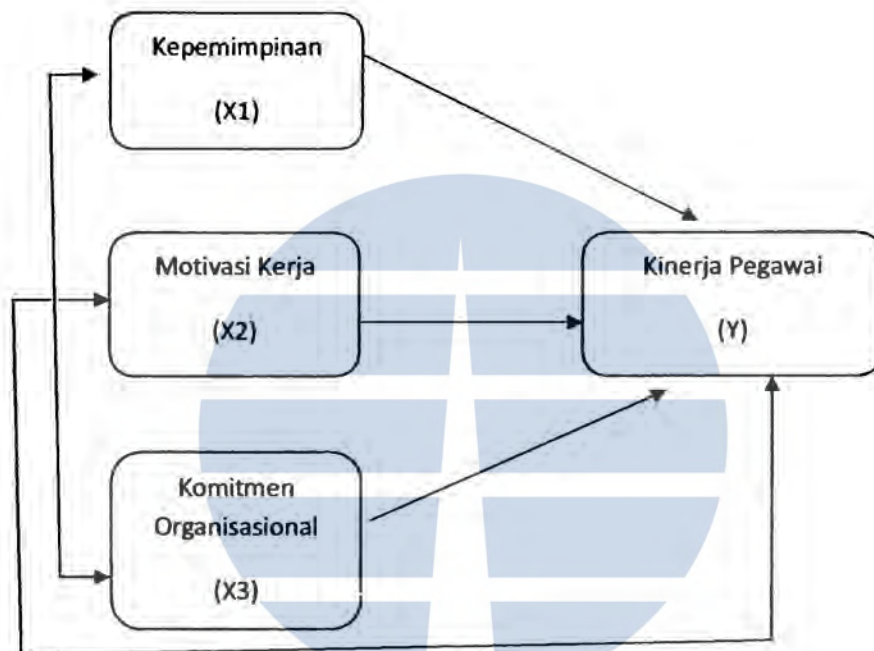 Kepemimpinan
(X1)
Motivasi Kerja
(X2)
Kinerja Pegawai
(Y)
Komitmen
Organisasional
(X3)